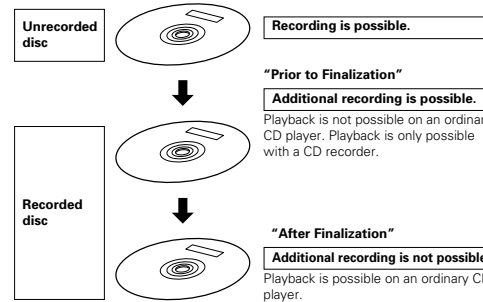 Unrecorded
disc
Recording is possible.
"Prior to Finalization"
Additional recording is possible.
Playback is not possible on an ordinar
CD player. Playback is only possible
with a CD recorder.
Recorded
disc
"After Finalization"
Additional recording is not possible
Playback is possible on an ordinary CD
player.